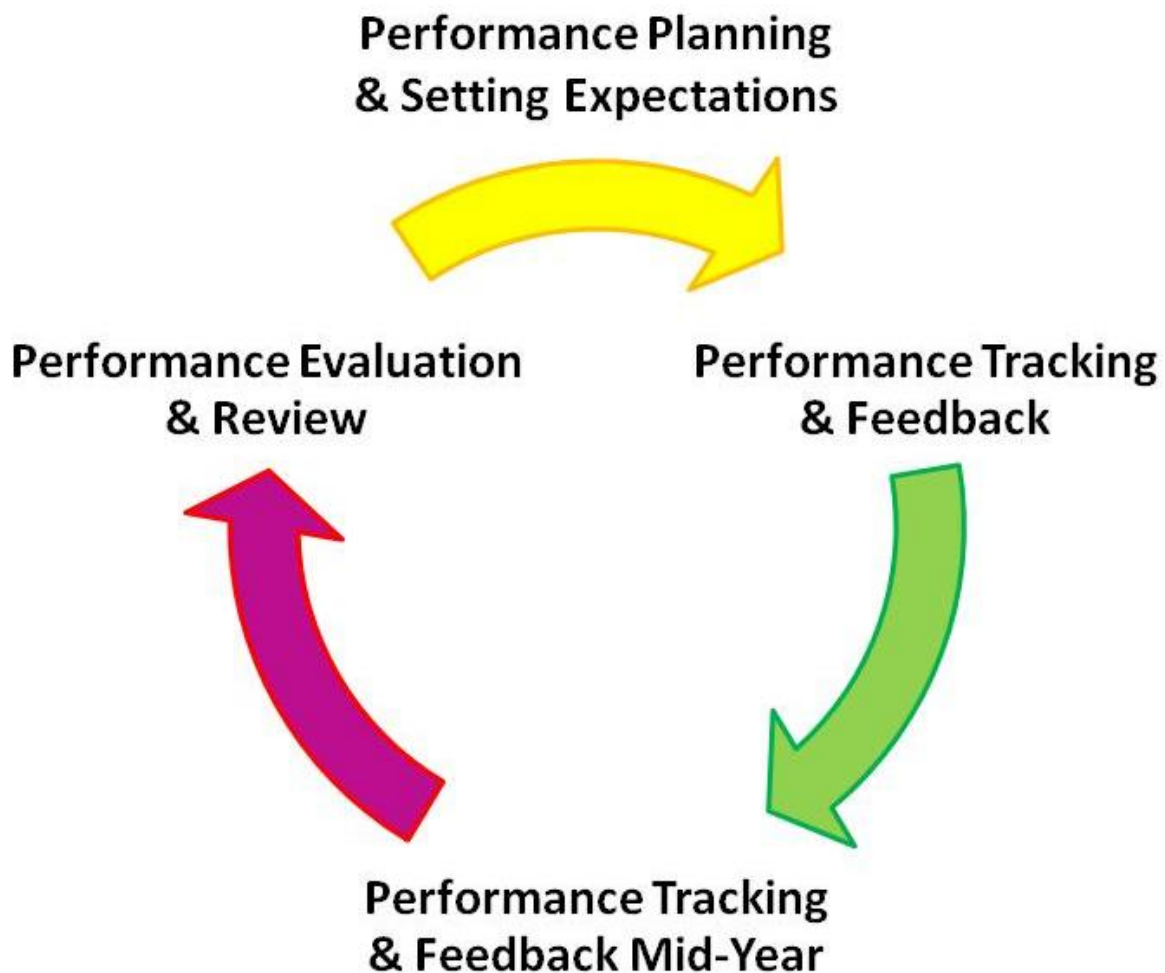 Performance Planning
& Setting Expectations
Performance Evaluation
& Review
Performance Tracking
& Feedback
Performance Tracking
& Feedback Mid-Year